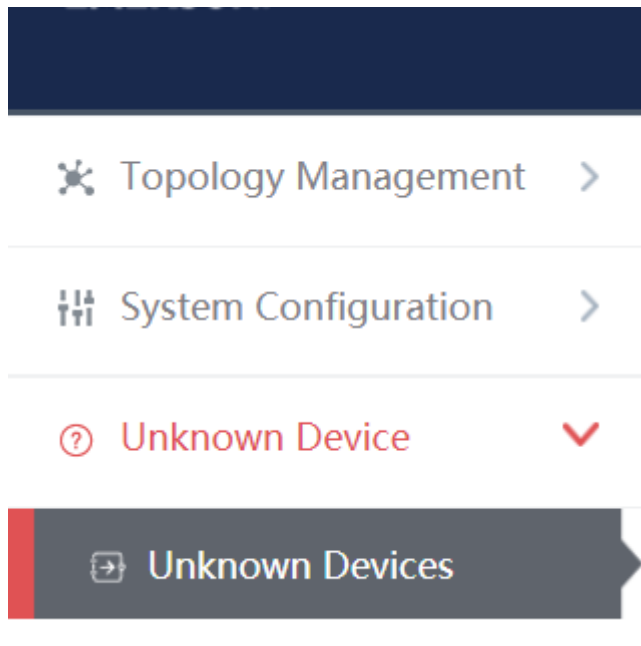 Topology Management
System Configuration
Unknown Device
Unknown Devices